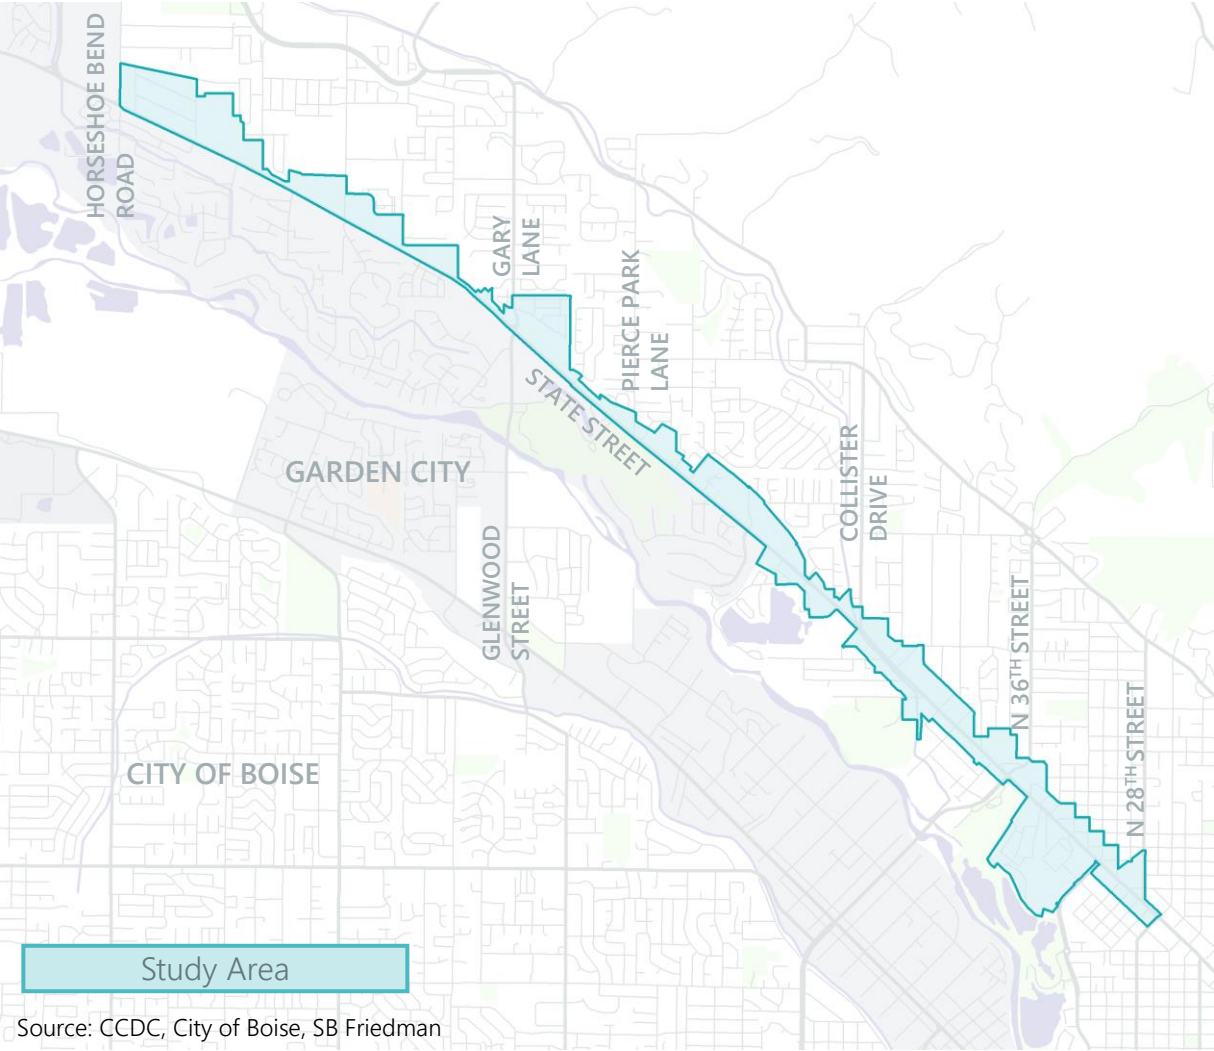 HORSESHOE BEND
ROAD
GARY
LANE
PIERCE PARK
LANE
STATE STREET
GARDEN CITY
COLLISTER
DRIVE
GLENWOOD
STREET
N 36TH STREET
N 28TH STREET
CITY OF BOISE
Study Area
Source: CCDC, City of Boise, SB Friedman